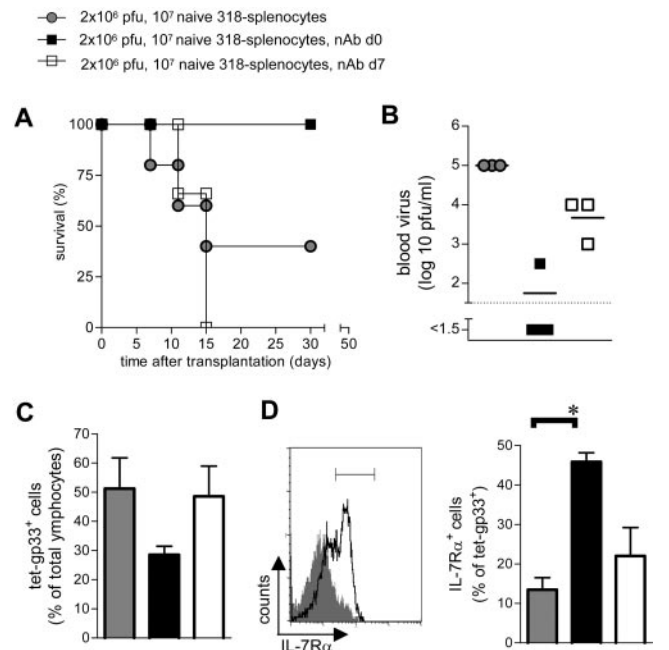 2x10⁶ pfu, 10⁷ naive 318-splenocytes
2x10⁶ pfu, 10⁷ naive 318-splenocytes, nAb d0
2x10⁶ pfu, 10⁷ naive 318-splenocytes, nAb d7
A
survival (%)
100
75
50
25
0
0 5 10 15 20 25 30 50
time after transplantation (days)
B
blood virus
(log 10 pfu/ml)
6
5
4
3
2
<1.5
C
tet-gp33⁺ cells
(% of total lymphocytes)
70
60
50
40
30
20
10
0
D
counts
IL-7Rα
*
IL-7Rα⁺ cells
(% of tet-gp33⁺)
50
40
30
20
10
0